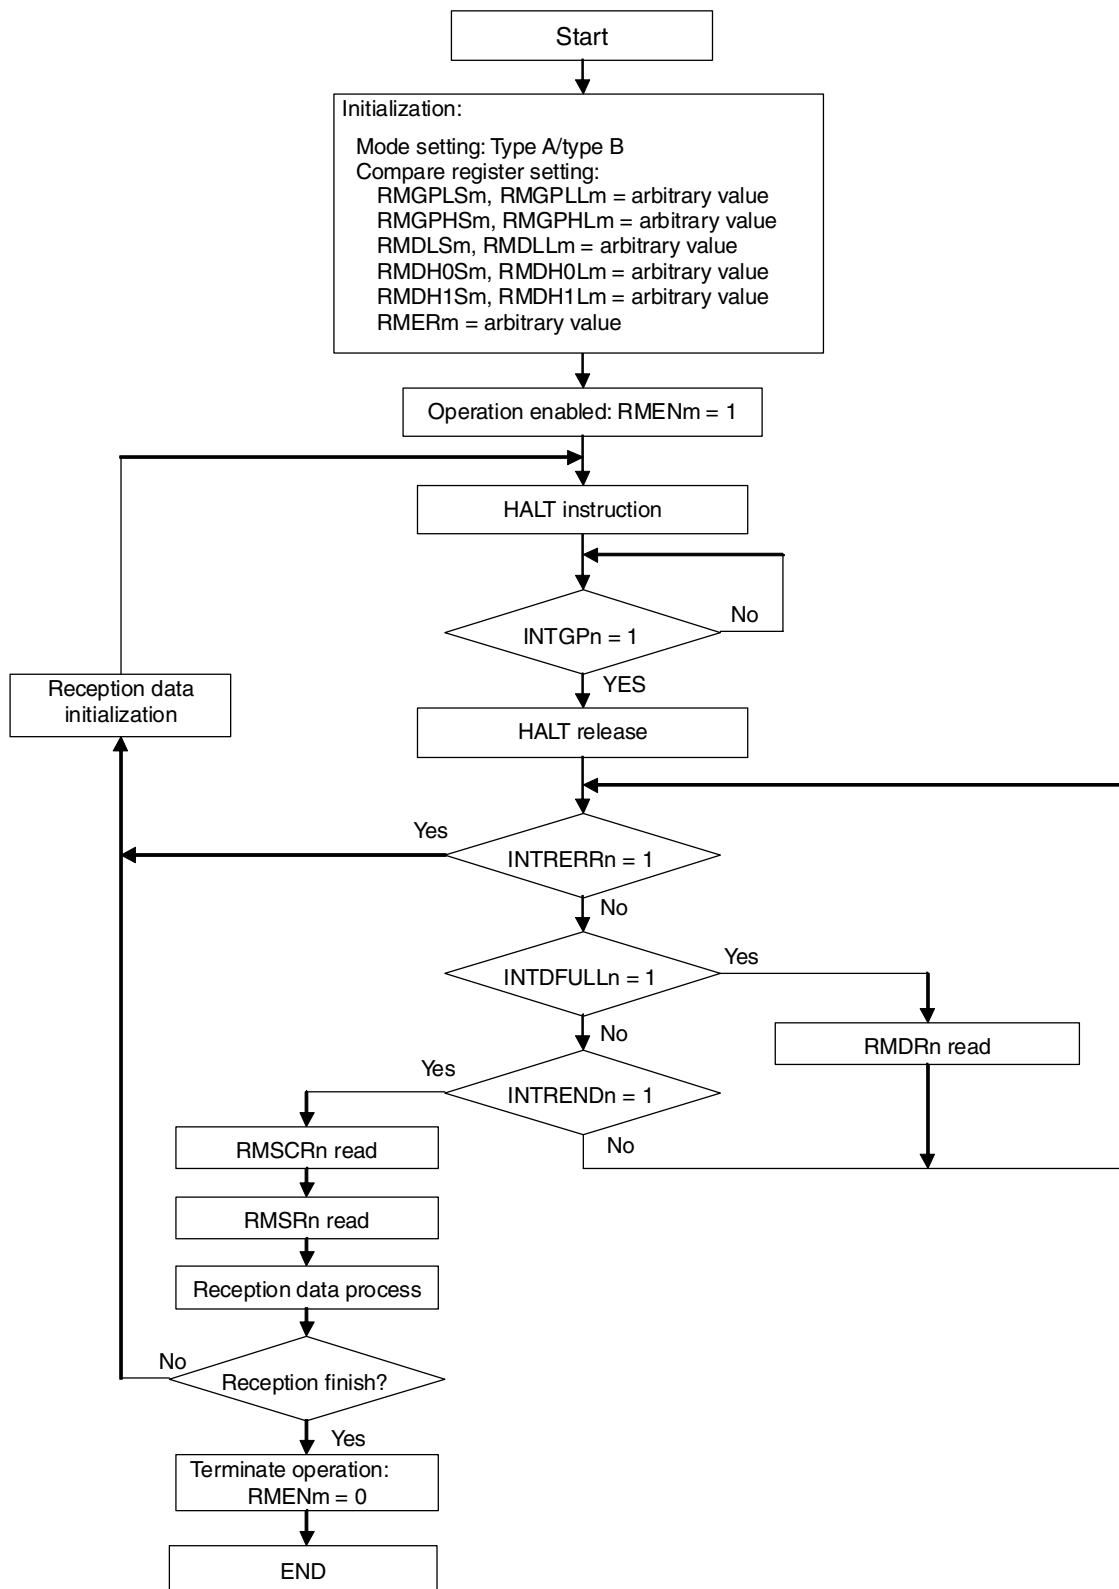 Start
Initialization:
Mode setting: Type A/type B
Compare register setting:
RMGPLSm, RMGPLLm = arbitrary value
RMGPHSm, RMGPHLm = arbitrary value
RMDLSm, RMDLLm = arbitrary value
RMDH0Sm, RMDH0Lm = arbitrary value
RMDH1Sm, RMDH1Lm = arbitrary value
RMERm = arbitrary value
Operation enabled: RMENm = 1
HALT instruction
INTGPn = 1
No
YES
Reception data
initialization
HALT release
Yes
INTRERRn = 1
No
INTDFULLn = 1
Yes
No
RMDRn read
Yes
INTRENDn = 1
No
RMSCRn read
RMSRn read
Reception data process
No
Reception finish?
Yes
Terminate operation:
RMENm = 0
END